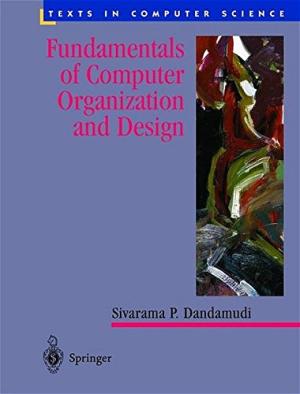 TEXTS IN COMPUTER SCIENCE
Fundamentals
of Computer
Organization
and Design
Sivarama P. Dandamudi
Springer